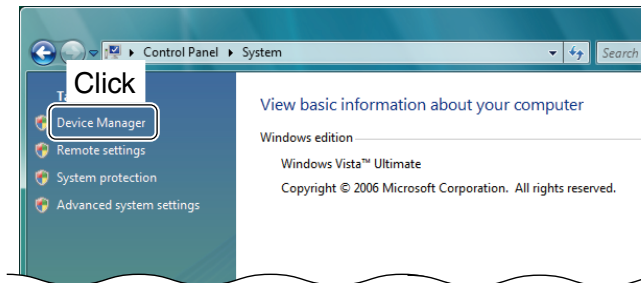 Control Panel System Search
Click
Device Manager
Remote settings
System protection
Advanced system settings
View basic information about your computer
Windows edition
Windows Vista™ Ultimate
Copyright © 2006 Microsoft Corporation. All rights reserved.